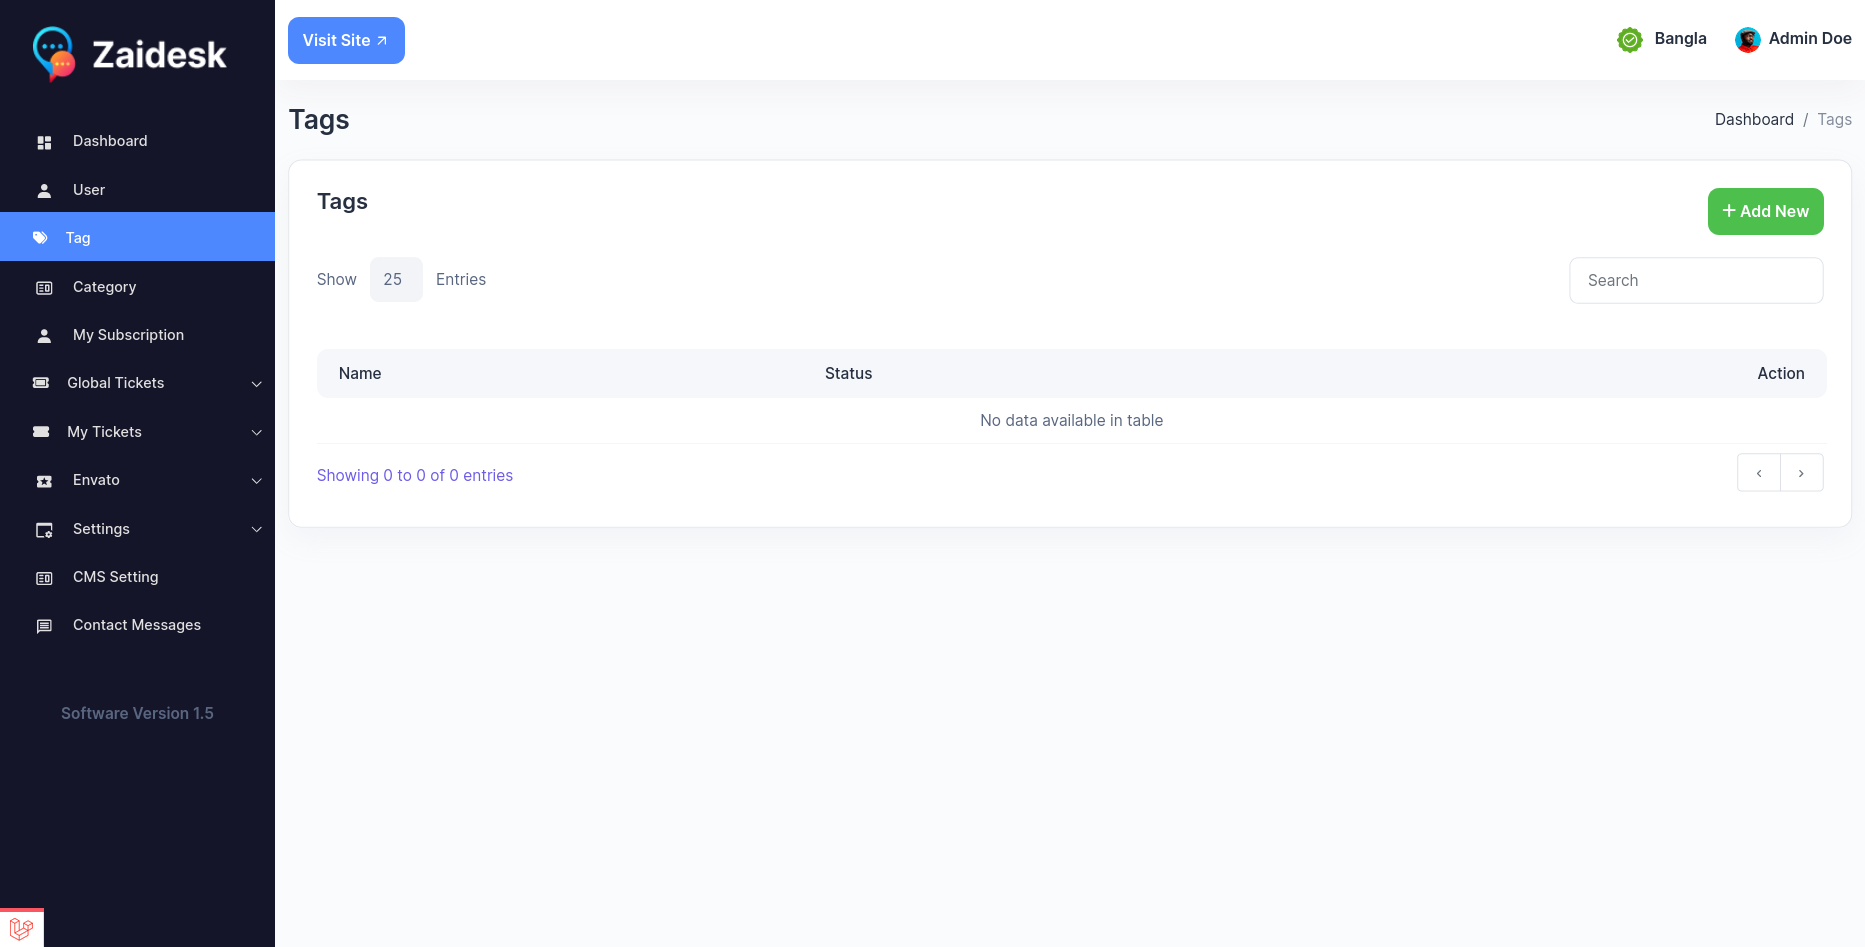 Zaidesk
Dashboard
User
Tag
Category
My Subscription
Global Tickets
My Tickets
Envato
Settings
CMS Setting
Contact Messages
Software Version 1.5
Visit Site
Bangla
Admin Doe
Tags
Dashboard / Tags
Tags
+ Add New
Show 25 Entries
Search
Name Status Action
No data available in table
Showing 0 to 0 of 0 entries
‹ ›